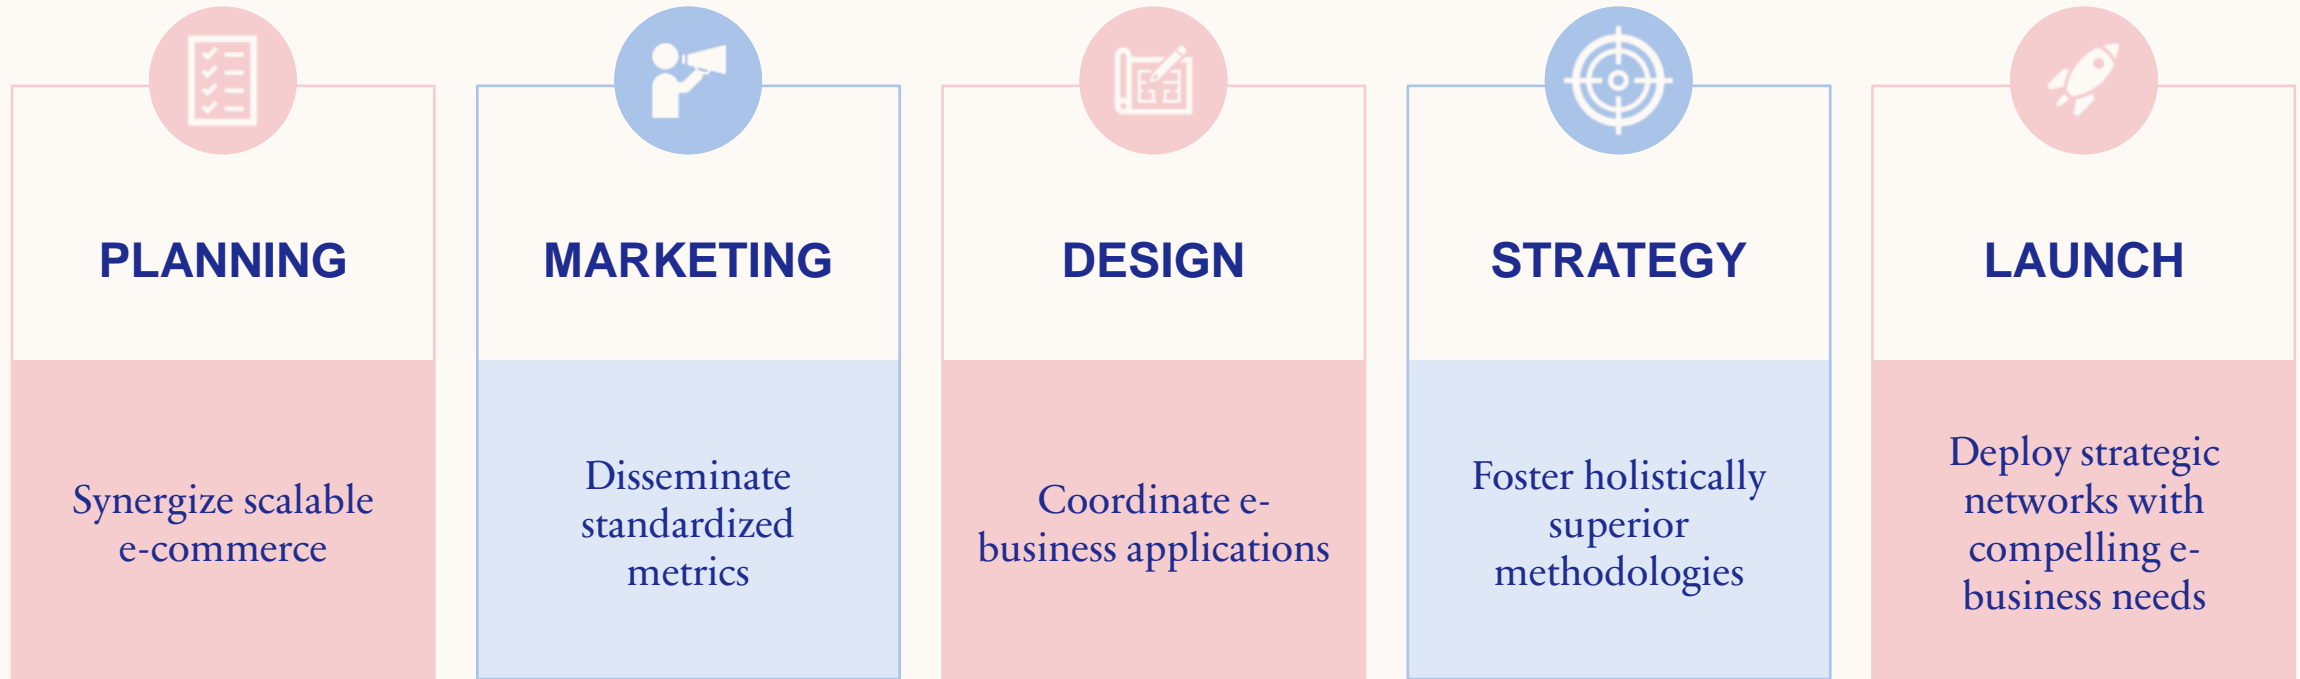 PLANNING
Synergize scalable
e-commerce
MARKETING
Disseminate
standardized
metrics
DESIGN
Coordinate e-
business applications
STRATEGY
Foster holistically
superior
methodologies
LAUNCH
Deploy strategic
networks with
compelling e-
business needs